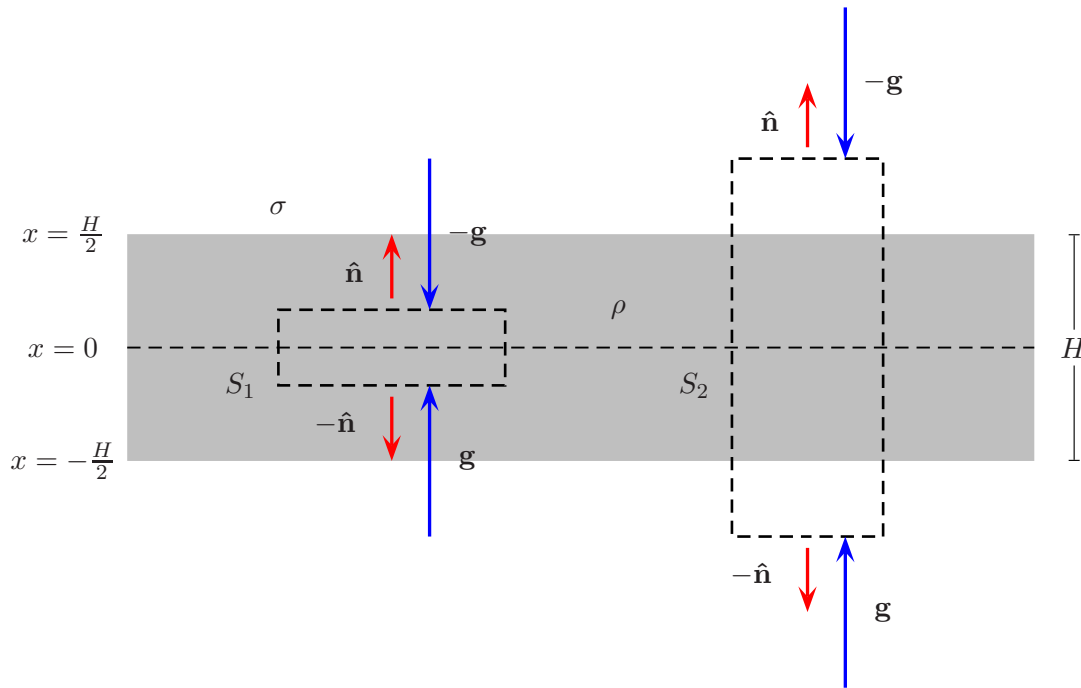 −g
n̂
σ
x = H/2
−g
n̂
ρ
x = 0
H
S₁
S₂
−n̂
x = −H/2
g
−n̂
g